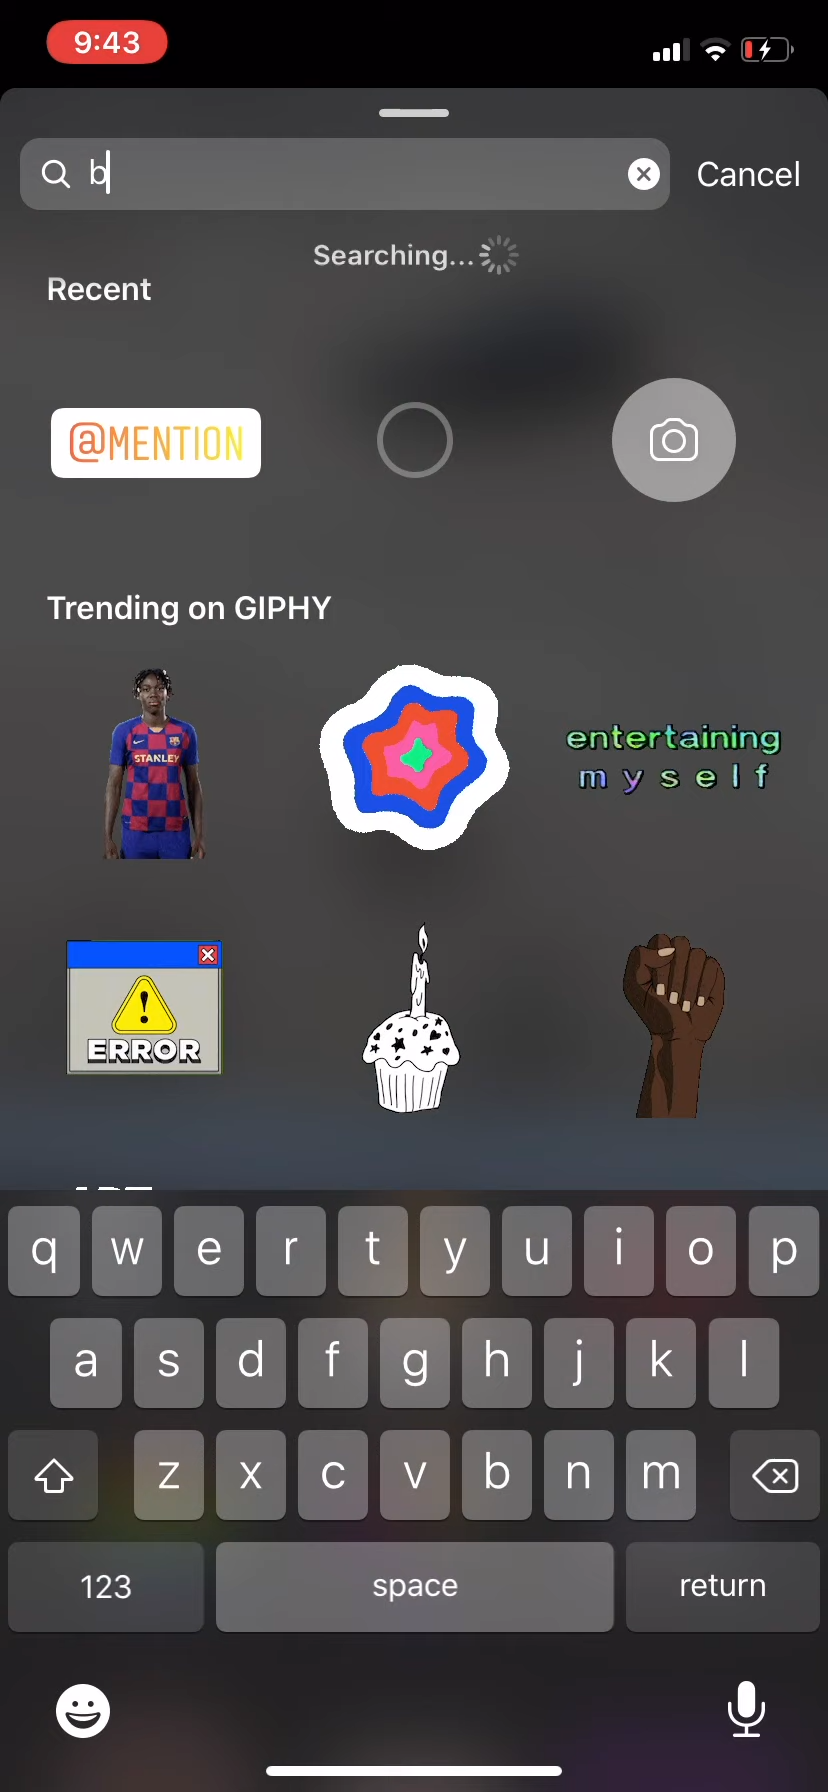 9:43
b
Cancel
Searching...
Recent
@MENTION
Trending on GIPHY
STANLEY
entertaining
myself
ERROR
q w e r t y u i o p
a s d f g h j k l
z x c v b n m
123 space return